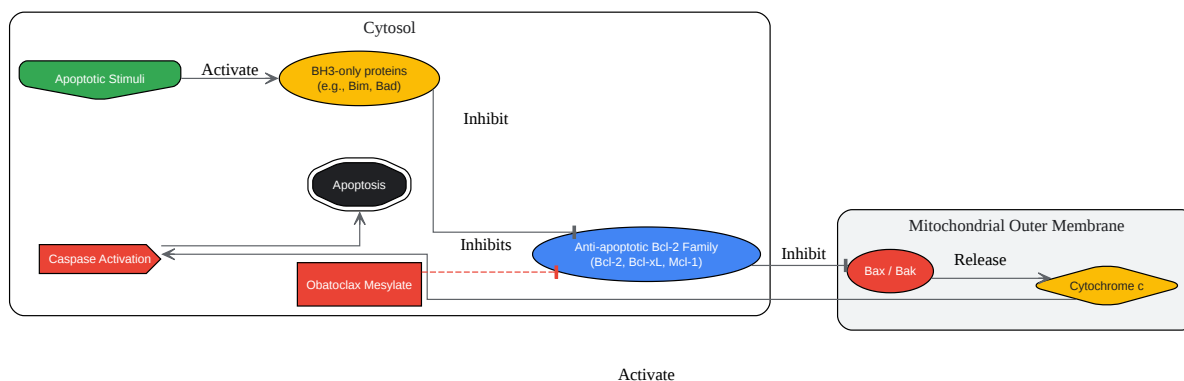 Cytosol
Apoptotic Stimuli
Activate
BH3-only proteins
(e.g., Bim, Bad)
Inhibit
Apoptosis
Mitochondrial Outer Membrane
Caspase Activation
Inhibits
Obatoclax Mesylate
Anti-apoptotic Bcl-2 Family
(Bcl-2, Bcl-xL, Mcl-1)
Inhibit
Bax / Bak
Release
Cytochrome c
Activate